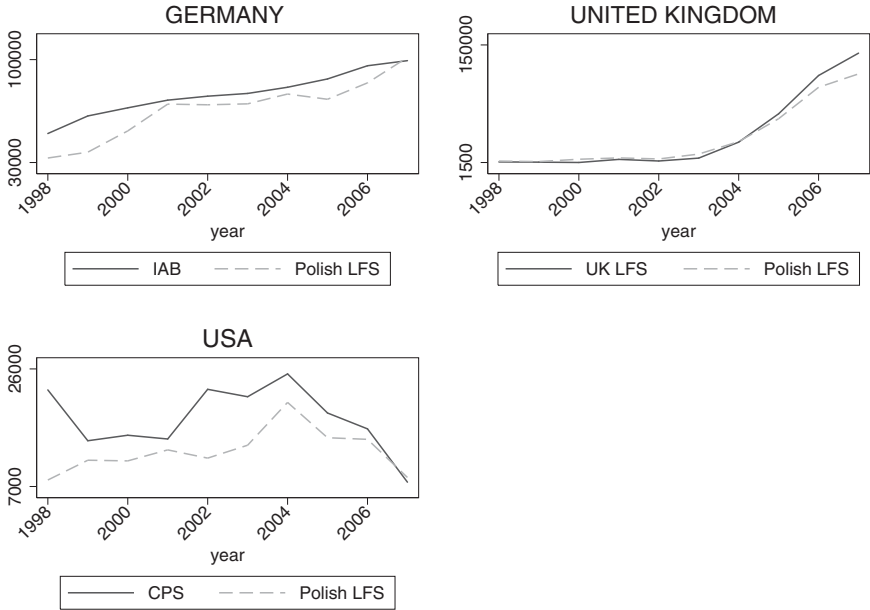 GERMANY
100000
30000
1998
2000
2002
2004
2006
year
IAB
Polish LFS
UNITED KINGDOM
150000
1500
1998
2000
2002
2004
2006
year
UK LFS
Polish LFS
USA
26000
7000
1998
2000
2002
2004
2006
year
CPS
Polish LFS